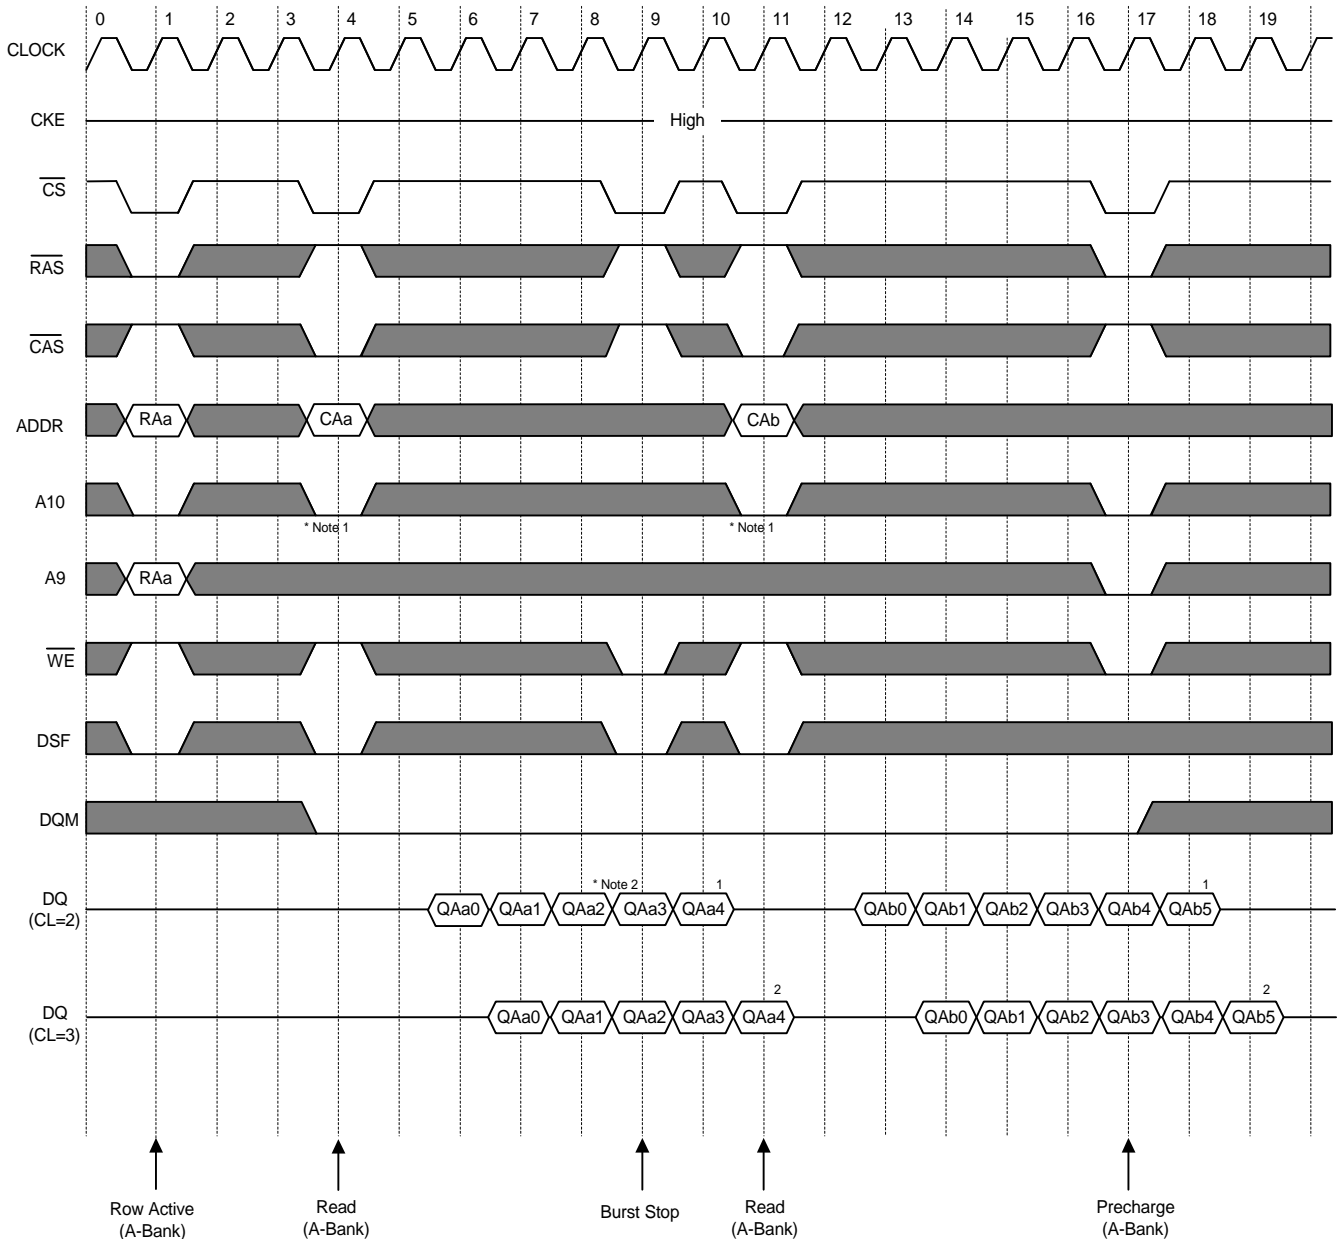 0 1 2 3 4 5 6 7 8 9 10 11 12 13 14 15 16 17 18 19
CLOCK
CKE High
CS
RAS
CAS
ADDR RAa CAa CAb
A10
* Note 1 * Note 1
A9 RAa
WE
DSF
DQM
* Note 2 1 1
DQ
(CL=2)
QAa0 QAa1 QAa2 QAa3 QAa4 QAb0 QAb1 QAb2 QAb3 QAb4 QAb5
2 2
DQ
(CL=3)
QAa0 QAa1 QAa2 QAa3 QAa4 QAb0 QAb1 QAb2 QAb3 QAb4 QAb5
Row Active
(A-Bank)
Read
(A-Bank)
Burst Stop
Read
(A-Bank)
Precharge
(A-Bank)